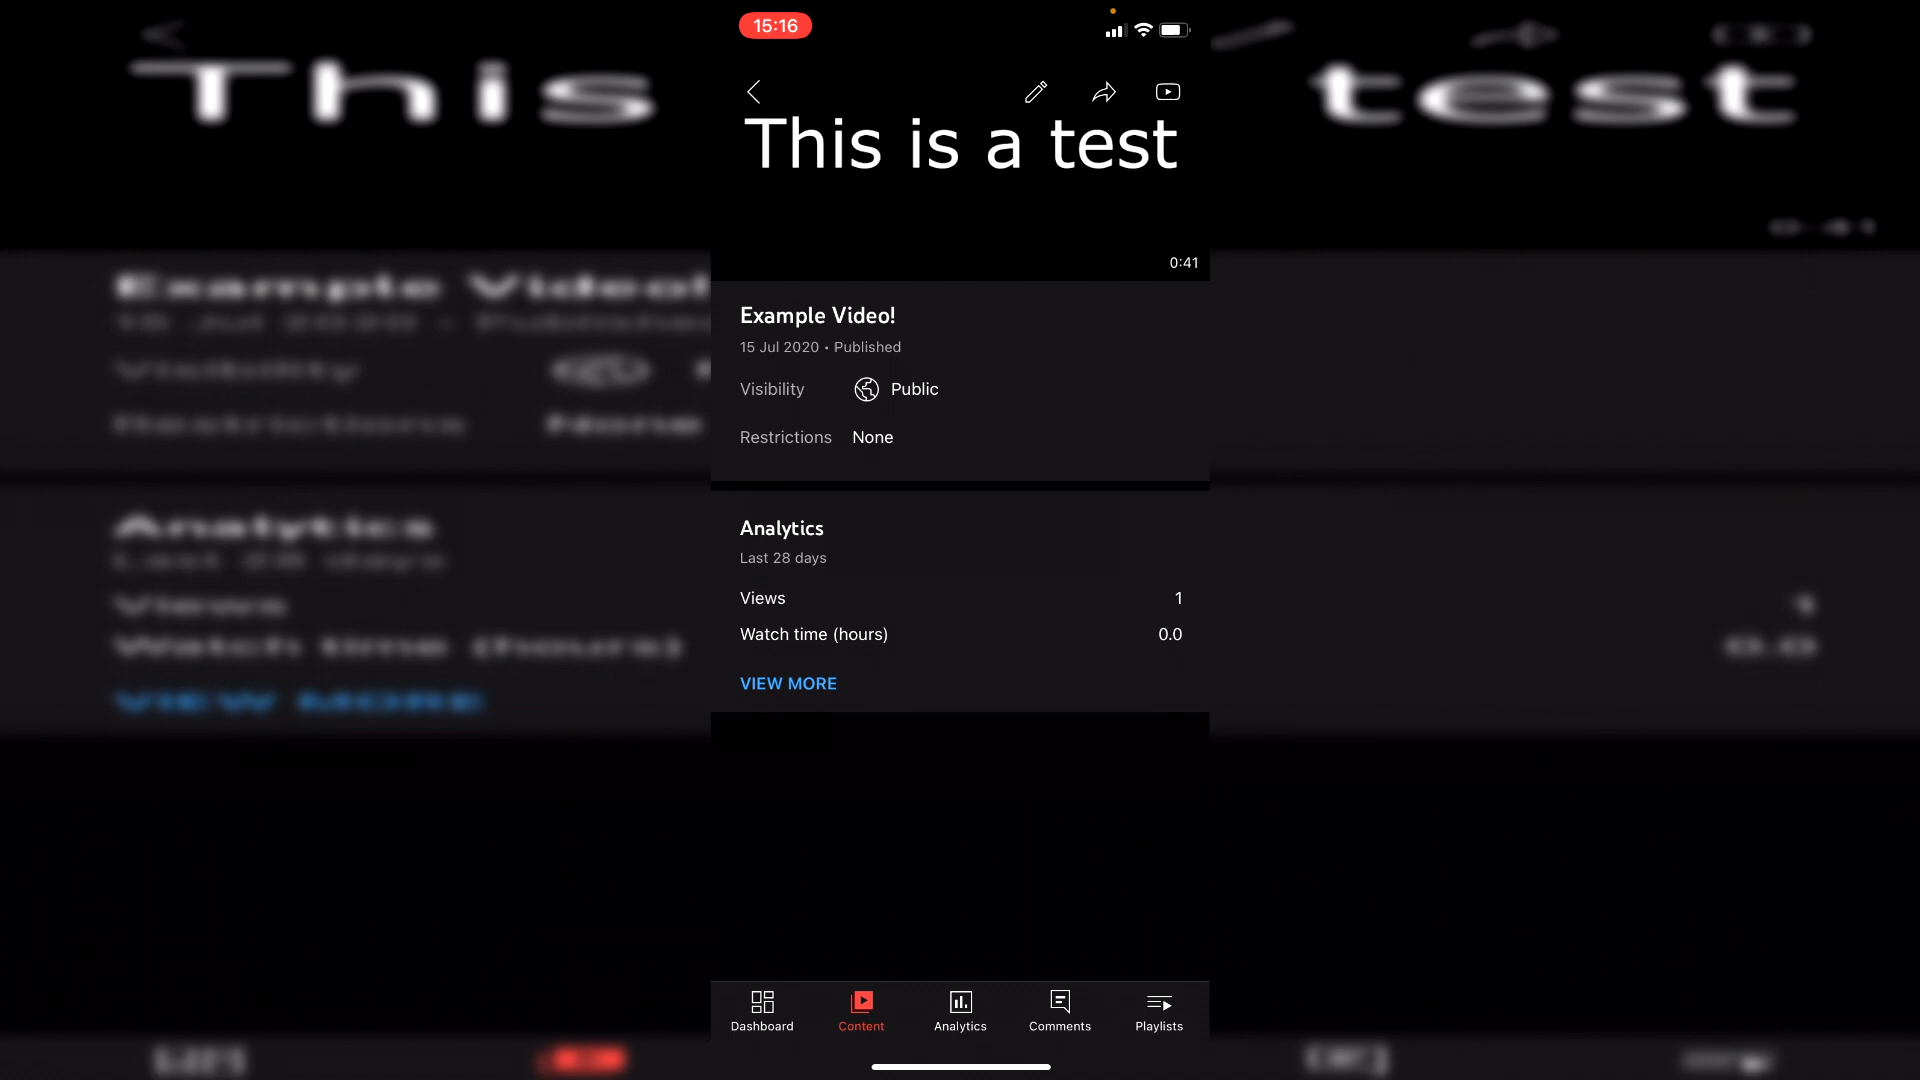 15:16
This is a test
0:41
Example Video!
15 Jul 2020 • Published
Visibility Public
Restrictions None
Analytics
Last 28 days
Views 1
Watch time (hours) 0.0
VIEW MORE
Dashboard Content Analytics Comments Playlists